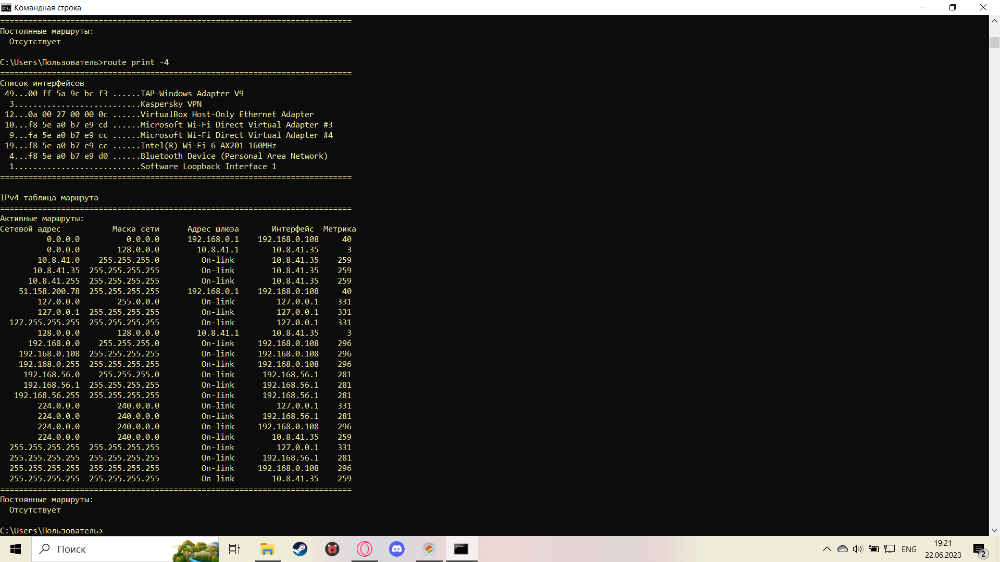 Командная строка
===========================================================================
Постоянные маршруты:
  Отсутствует
C:\Users\Пользователь>route print -4
===========================================================================
Список интерфейсов
 49...00 ff 5a 9c bc f3 ......TAP-Windows Adapter V9
  3...........................Kaspersky VPN
 12...0a 00 27 00 00 0c ......VirtualBox Host-Only Ethernet Adapter
 10...f8 5e a0 b7 e9 cd ......Microsoft Wi-Fi Direct Virtual Adapter #3
  9...fa 5e a0 b7 e9 cc ......Microsoft Wi-Fi Direct Virtual Adapter #4
 19...f8 5e a0 b7 e9 cc ......Intel(R) Wi-Fi 6 AX201 160MHz
  4...f8 5e a0 b7 e9 d0 ......Bluetooth Device (Personal Area Network)
  1...........................Software Loopback Interface 1
===========================================================================
IPv4 таблица маршрута
===========================================================================
Активные маршруты:
Сетевой адрес           Маска сети      Адрес шлюза       Интерфейс  Метрика
          0.0.0.0          0.0.0.0      192.168.0.1    192.168.0.108     40
          0.0.0.0        128.0.0.0        10.8.41.1       10.8.41.35      3
        10.8.41.0    255.255.255.0         On-link        10.8.41.35    259
       10.8.41.35  255.255.255.255         On-link        10.8.41.35    259
      10.8.41.255  255.255.255.255         On-link        10.8.41.35    259
    51.158.200.78  255.255.255.255      192.168.0.1    192.168.0.108     40
        127.0.0.0        255.0.0.0         On-link         127.0.0.1    331
        127.0.0.1  255.255.255.255         On-link         127.0.0.1    331
  127.255.255.255  255.255.255.255         On-link         127.0.0.1    331
        128.0.0.0        128.0.0.0        10.8.41.1       10.8.41.35      3
      192.168.0.0    255.255.255.0         On-link     192.168.0.108    296
    192.168.0.108  255.255.255.255         On-link     192.168.0.108    296
    192.168.0.255  255.255.255.255         On-link     192.168.0.108    296
     192.168.56.0    255.255.255.0         On-link      192.168.56.1    281
     192.168.56.1  255.255.255.255         On-link      192.168.56.1    281
   192.168.56.255  255.255.255.255         On-link      192.168.56.1    281
        224.0.0.0        240.0.0.0         On-link         127.0.0.1    331
        224.0.0.0        240.0.0.0         On-link      192.168.56.1    281
        224.0.0.0        240.0.0.0         On-link     192.168.0.108    296
        224.0.0.0        240.0.0.0         On-link        10.8.41.35    259
  255.255.255.255  255.255.255.255         On-link         127.0.0.1    331
  255.255.255.255  255.255.255.255         On-link      192.168.56.1    281
  255.255.255.255  255.255.255.255         On-link     192.168.0.108    296
  255.255.255.255  255.255.255.255         On-link        10.8.41.35    259
===========================================================================
Постоянные маршруты:
  Отсутствует
C:\Users\Пользователь>
Поиск
ENG
19:21
22.06.2023
2